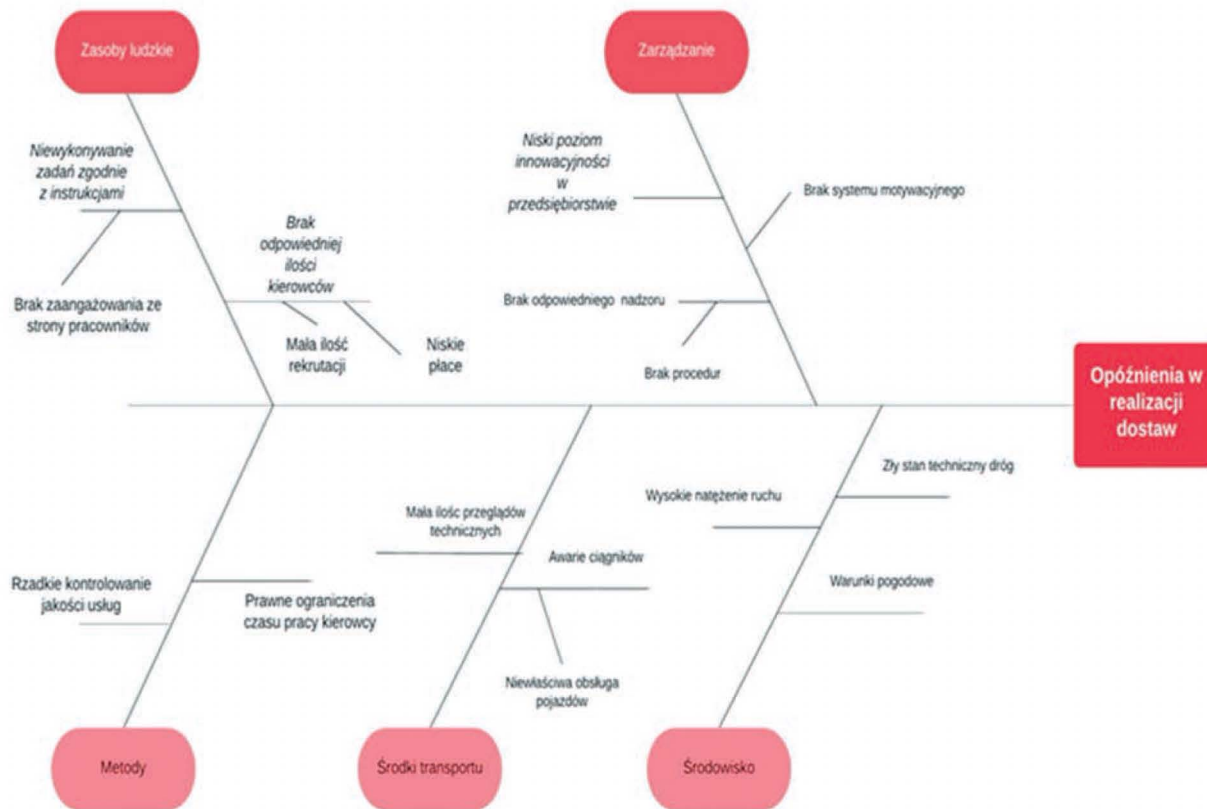 Zasoby ludzkie
Zarządzanie
Niewykonywanie
zadań zgodnie
z instrukcjami
Brak zaangażowania ze
strony pracowników
Brak
odpowiedniej
ilości
kierowców
Mała ilość
rekrutacji
Niskie
płace
Niski poziom
innowacyjności
w
przedsiębiorstwie
Brak systemu motywacyjnego
Brak odpowiedniego nadzoru
Brak procedur
Opóźnienia w
realizacji
dostaw
Rzadkie kontrolowanie
jakości usług
Prawne ograniczenia
czasu pracy kierowcy
Mała ilośc przeglądów
technicznych
Awarie ciągników
Niewłaściwa obsługa
pojazdów
Wysokie natężenie ruchu
Zły stan techniczny dróg
Warunki pogodowe
Metody
Środki transportu
Środowisko